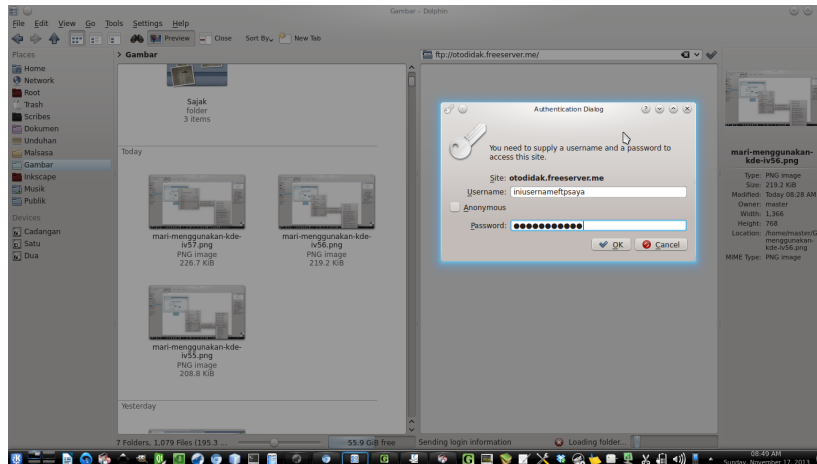 Gambar - Dolphin
File Edit View Go Tools Settings Help
Preview Close Sort By New Tab
Places
Home
Network
Root
Trash
Scribes
Dokumen
Unduhan
Malsasa
Gambar
Inkscape
Musik
Publik
Devices
Cadangan
Satu
Dua
> Gambar
Sajak
folder
3 items
Today
mari-menggunakan-kde-
iv57.png
PNG image
226.7 KiB
mari-menggunakan-kde-
iv56.png
PNG image
219.2 KiB
mari-menggunakan-kde-
iv55.png
PNG image
208.8 KiB
Yesterday
7 Folders, 1,079 Files (195.3 ...
55.9 GiB free
ftp://otodidak.freeserver.me/
Authentication Dialog
You need to supply a username and a password to
access this site.
Site: otodidak.freeserver.me
Username: iniusernameftpsaya
Anonymous
Password: ●●●●●●●●●●●
OK Cancel
Sending login information
Loading folder...
mari-menggunakan-
kde-iv56.png
Type: PNG image
Size: 219.2 KiB
Modified: Today 08:28 AM
Owner: master
Width: 1,366
Height: 768
Location: /home/master/G
menggunakan-
kde-iv56.png
MIME Type: PNG image
08:49 AM
Sunday, November 17, 2013